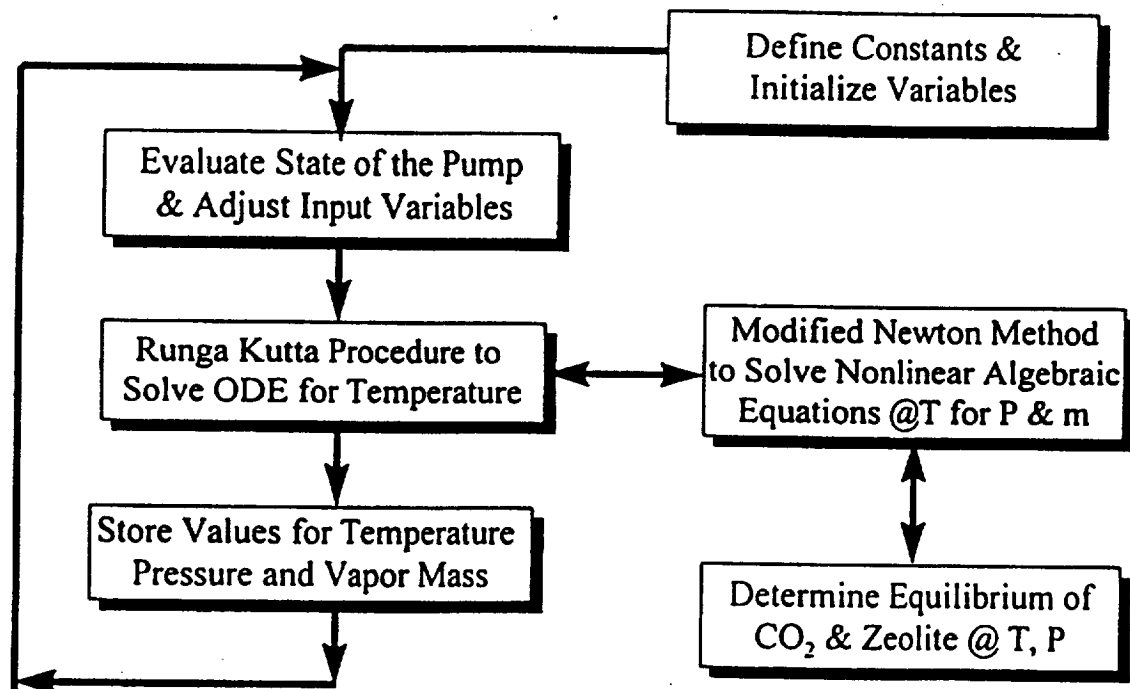 Define Constants &
Initialize Variables
Evaluate State of the Pump
& Adjust Input Variables
Runga Kutta Procedure to
Solve ODE for Temperature
Modified Newton Method
to Solve Nonlinear Algebraic
Equations @T for P & m
Store Values for Temperature
Pressure and Vapor Mass
Determine Equilibrium of
CO₂ & Zeolite @ T, P